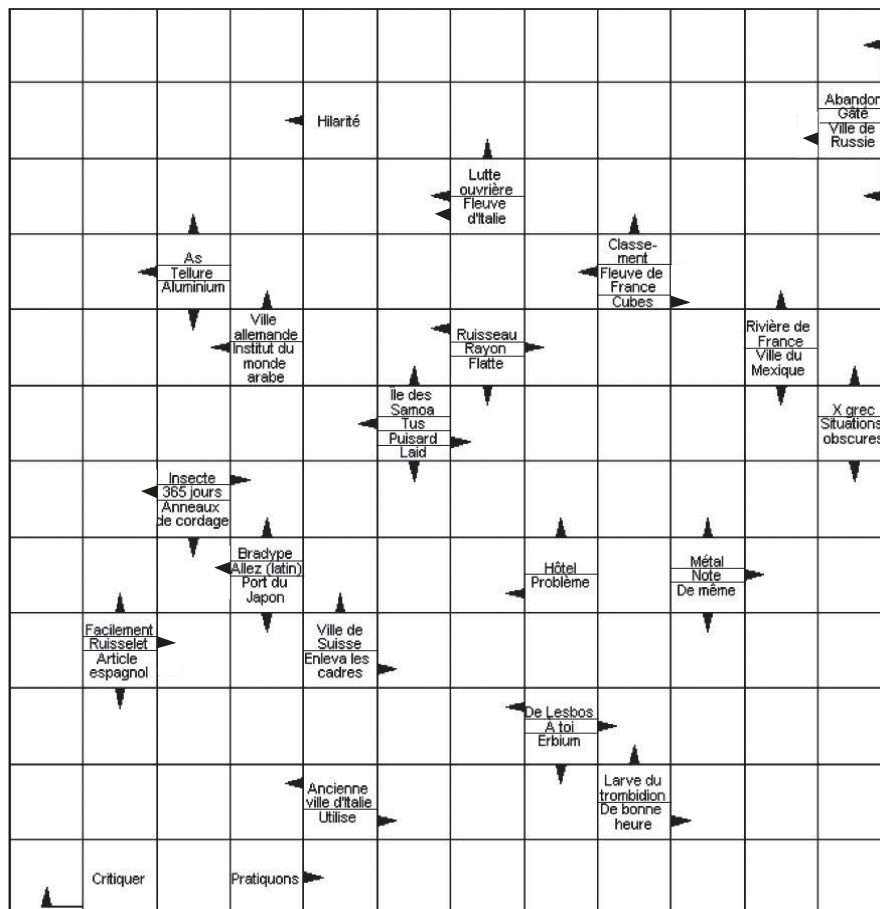 Hilarité
Abandon
Gâté
Ville de
Russie
Lutte
ouvrière
Fleuve
d'Italie
As
Tellure
Aluminium
Classe-
ment
Fleuve de
France
Cubes
Ville
allemande
Institut du
monde
arabe
Ruisseau
Rayon
Flatte
Rivière de
France
Ville du
Mexique
Île des
Samoa
Tus
Puisard
Laid
X grec
Situations
obscures
Insecte
365 jours
Anneaux
de cordage
Bradype
Allez (latin)
Port du
Japon
Hôtel
Problème
Métal
Note
De même
Facilement
Ruisselet
Article
espagnol
Ville de
Suisse
Enleva les
cadres
De Lesbos
À toi
Erbium
Ancienne
ville d'Italie
Utilise
Larve du
trombidion
De bonne
heure
Critiquer
Pratiquons